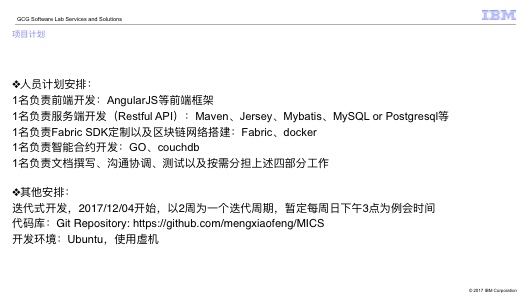 GCG Software Lab Services and Solutions
IBM
项目计划
❖人员计划安排：
1名负责前端开发：AngularJS等前端框架
1名负责服务端开发（Restful API）：Maven、Jersey、Mybatis、MySQL or Postgresql等
1名负责Fabric SDK定制以及区块链网络搭建：Fabric、docker
1名负责智能合约开发：GO、couchdb
1名负责文档撰写、沟通协调、测试以及按需分担上述四部分工作
❖其他安排：
迭代式开发，2017/12/04开始，以2周为一个迭代周期，暂定每周日下午3点为例会时间
代码库：Git Repository: https://github.com/mengxiaofeng/MICS
开发环境：Ubuntu，使用虚机
© 2017 IBM Corporation